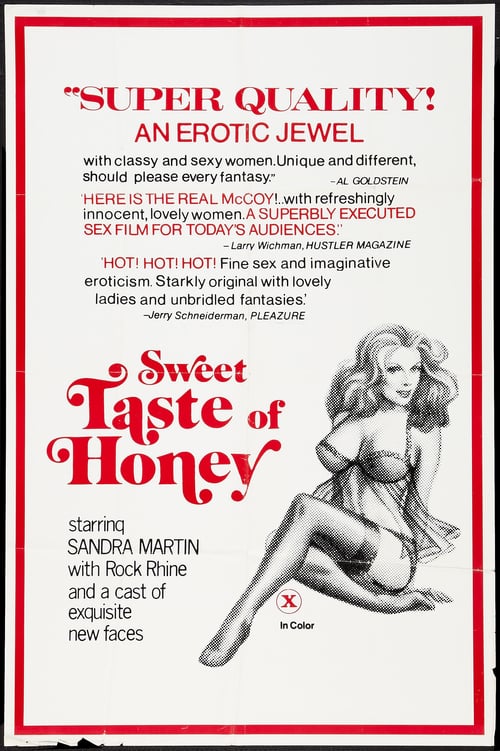 “SUPER QUALITY!
AN EROTIC JEWEL
with classy and sexy women.Unique and different,
should please every fantasy.”
–AL GOLDSTEIN
'HERE IS THE REAL McCOY!..with refreshingly
innocent, lovely women.A SUPERBLY EXECUTED
SEX FILM FOR TODAY'S AUDIENCES.'
– Larry Wichman, HUSTLER MAGAZINE
'HOT! HOT! HOT! Fine sex and imaginative
eroticism. Starkly original with lovely
ladies and unbridled fantasies.'
–Jerry Schneiderman, PLEAZURE
Sweet
Taste of
Honey
starring
SANDRA MARTIN
with Rock Rhine
and a cast of
exquisite
new faces
X
In Color